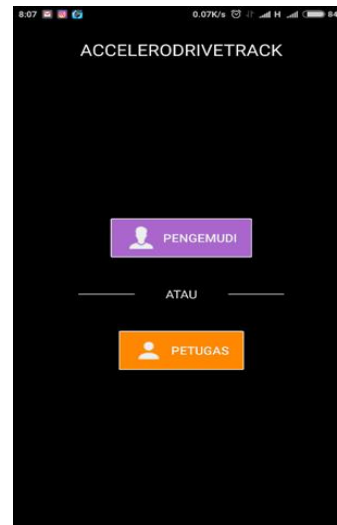 8:07 0.07K/s H 84
ACCELERODRIVETRACK
PENGEMUDI
ATAU
PETUGAS